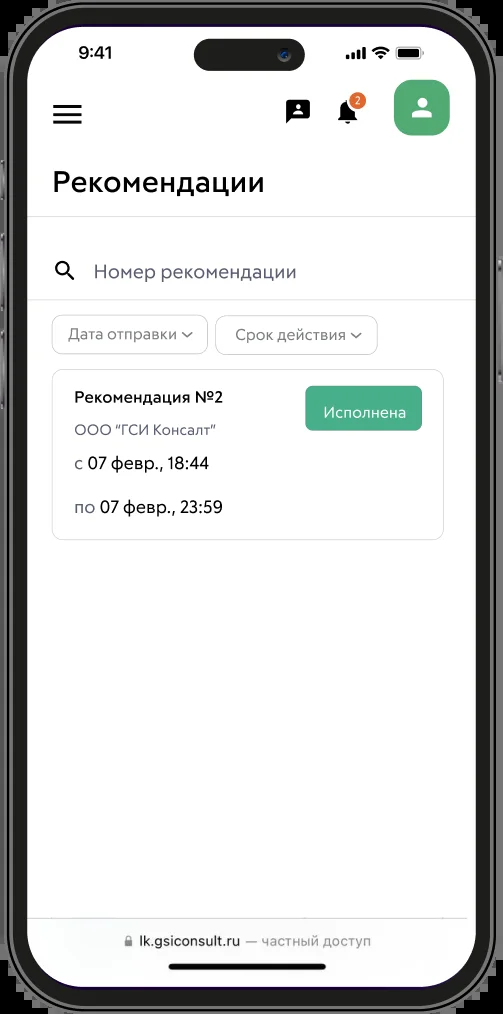 9:41
2
Рекомендации
Номер рекомендации
Дата отправки Срок действия
Рекомендация №2
Исполнена
ООО "ГСИ Консалт"
с 07 февр., 18:44
по 07 февр., 23:59
lk.gsiconsult.ru — частный доступ